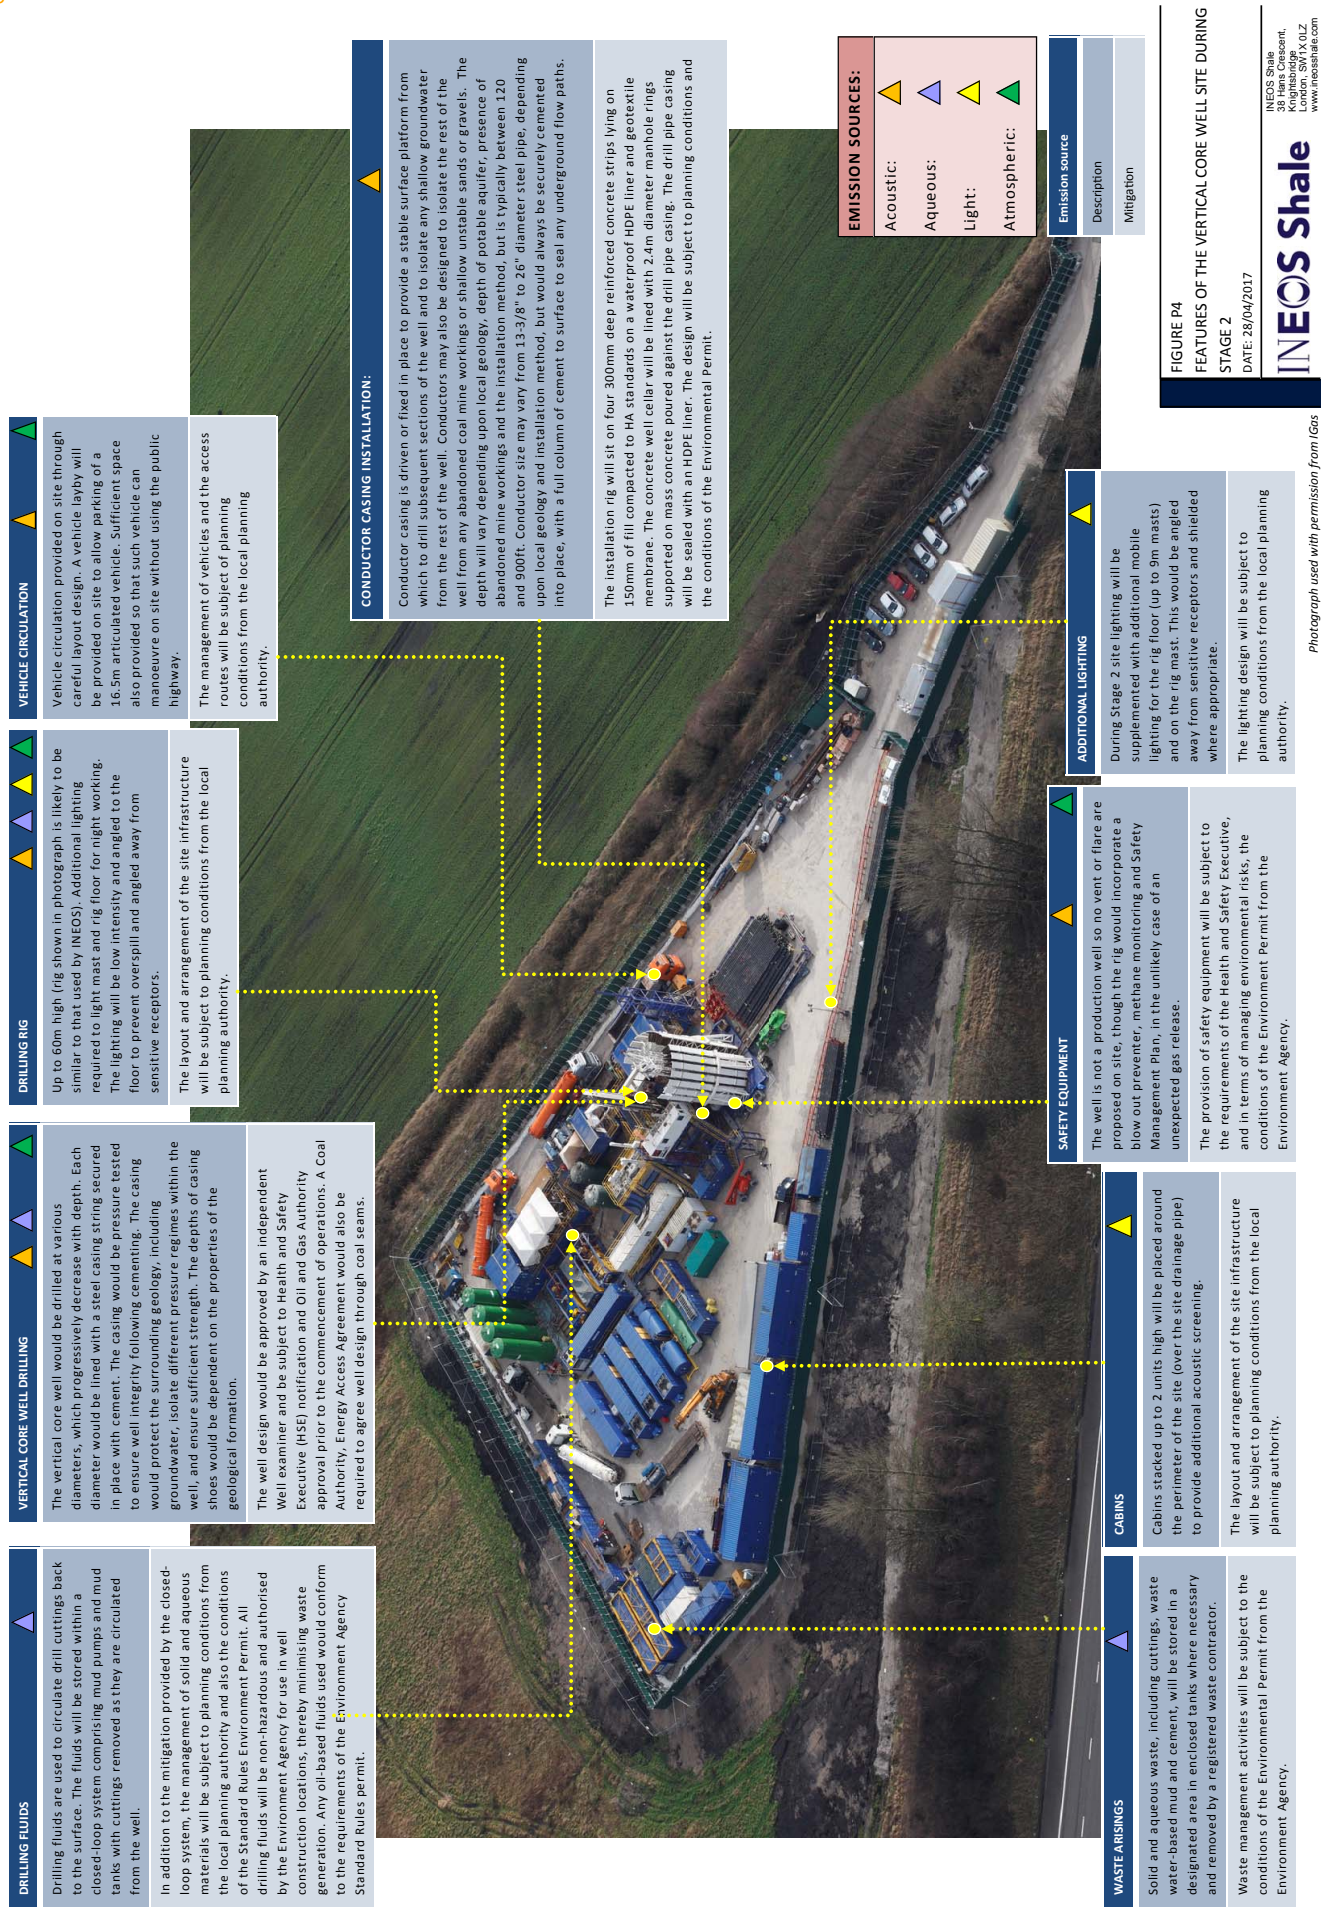 DRILLING FLUIDS
Drilling fluids are used to circulate drill cuttings back
to the surface. The fluids will be stored within a
closed-loop system comprising mud pumps and mud
tanks with cuttings removed as they are circulated
from the well.
In addition to the mitigation provided by the closed-
loop system, the management of solid and aqueous
materials will be subject to planning conditions from
the local planning authority and also the conditions
of the Standard Rules Environment Permit. All
drilling fluids will be non-hazardous and authorised
by the Environment Agency for use in well
construction locations, thereby minimising waste
generation. Any oil-based fluids used would conform
to the requirements of the Environment Agency
Standard Rules permit.
VERTICAL CORE WELL DRILLING
The vertical core well would be drilled at various
diameters, which progressively decrease with depth. Each
diameter would be lined with a steel casing string secured
in place with cement. The casing would be pressure tested
to ensure well integrity following cementing. The casing
would protect the surrounding geology, including
groundwater, isolate different pressure regimes within the
well, and ensure sufficient strength. The depths of casing
shoes would be dependent on the properties of the
geological formation.
The well design would be approved by an independent
Well examiner and be subject to Health and Safety
Executive (HSE) notification and Oil and Gas Authority
approval prior to the commencement of operations. A Coal
Authority, Energy Access Agreement would also be
required to agree well design through coal seams.
DRILLING RIG
Up to 60m high (rig shown in photograph is likely to be
similar to that used by INEOS). Additional lighting
required to light mast and rig floor for night working.
The lighting will be low intensity and angled to the
floor to prevent overspill and angled away from
sensitive receptors.
The layout and arrangement of the site infrastructure
will be subject to planning conditions from the local
planning authority.
VEHICLE CIRCULATION
Vehicle circulation provided on site through
careful layout design. A vehicle layby will
be provided on site to allow parking of a
16.5m articulated vehicle. Sufficient space
also provided so that such vehicle can
manoeuvre on site without using the public
highway.
The management of vehicles and the access
routes will be subject of planning
conditions from the local planning
authority.
CONDUCTOR CASING INSTALLATION:
Conductor casing is driven or fixed in place to provide a stable surface platform from
which to drill subsequent sections of the well and to isolate any shallow groundwater
from the rest of the well. Conductors may also be designed to isolate the rest of the
well from any abandoned coal mine workings or shallow unstable sands or gravels. The
depth will vary depending upon local geology, depth of potable aquifer, presence of
abandoned mine workings and the installation method, but is typically between 120
and 900ft. Conductor size may vary from 13-3/8" to 26" diameter steel pipe, depending
upon local geology and installation method, but would always be securely cemented
into place, with a full column of cement to surface to seal any underground flow paths.
The installation rig will sit on four 300mm deep reinforced concrete strips lying on
150mm of fill compacted to HA standards on a waterproof HDPE liner and geotextile
membrane. The concrete well cellar will be lined with 2.4m diameter manhole rings
supported on mass concrete poured against the drill pipe casing. The drill pipe casing
will be sealed with an HDPE liner. The design will be subject to planning conditions and
the conditions of the Environmental Permit.
EMISSION SOURCES:
Acoustic:
Aqueous:
Light:
Atmospheric:
Emission source
Description
Mitigation
WASTE ARISINGS
Solid and aqueous waste, including cuttings, waste
water-based mud and cement, will be stored in a
designated area in enclosed tanks where necessary
and removed by a registered waste contractor.
Waste management activities will be subject to the
conditions of the Environmental Permit from the
Environment Agency.
CABINS
Cabins stacked up to 2 units high will be placed around
the perimeter of the site (over the site drainage pipe)
to provide additional acoustic screening.
The layout and arrangement of the site infrastructure
will be subject to planning conditions from the local
planning authority.
SAFETY EQUIPMENT
The well is not a production well so no vent or flare are
proposed on site, though the rig would incorporate a
blow out preventer, methane monitoring and Safety
Management Plan, in the unlikely case of an
unexpected gas release.
The provision of safety equipment will be subject to
the requirements of the Health and Safety Executive,
and in terms of managing environmental risks, the
conditions of the Environment Permit from the
Environment Agency.
ADDITIONAL LIGHTING
During Stage 2 site lighting will be
supplemented with additional mobile
lighting for the rig floor (up to 9m masts)
and on the rig mast. This would be angled
away from sensitive receptors and shielded
where appropriate.
The lighting design will be subject to
planning conditions from the local planning
authority.
Photograph used with permission from IGas
FIGURE P4
FEATURES OF THE VERTICAL CORE WELL SITE DURING
STAGE 2
DATE: 28/04/2017
INEOS Shale
INEOS Shale
38 Hans Crescent,
Knightsbridge
London, SW1X 0LZ
www.ineosshale.com